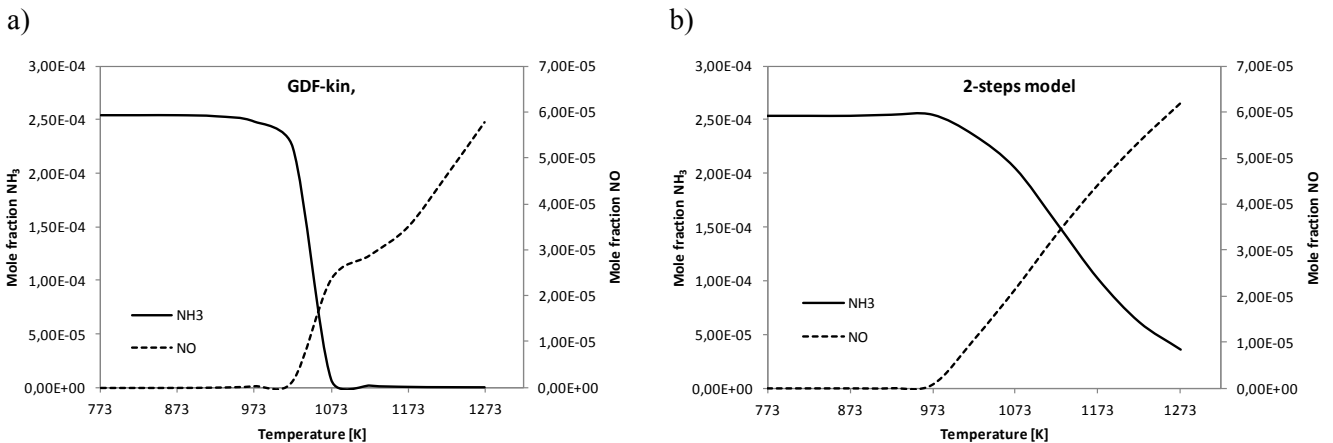 a)
b)
3,00E-04
2,50E-04
2,00E-04
1,50E-04
1,00E-04
5,00E-05
0,00E+00
Mole fraction NH3
GDF-kin,
NH3
NO
7,00E-05
6,00E-05
5,00E-05
4,00E-05
3,00E-05
2,00E-05
1,00E-05
0,00E+00
Mole fraction NO
773 873 973 1073 1173 1273
Temperature [K]
3,00E-04
2,50E-04
2,00E-04
1,50E-04
1,00E-04
5,00E-05
0,00E+00
Mole fraction NH3
2-steps model
NH3
NO
7,00E-05
6,00E-05
5,00E-05
4,00E-05
3,00E-05
2,00E-05
1,00E-05
0,00E+00
Mole fraction NO
773 873 973 1073 1173 1273
Temperature [K]